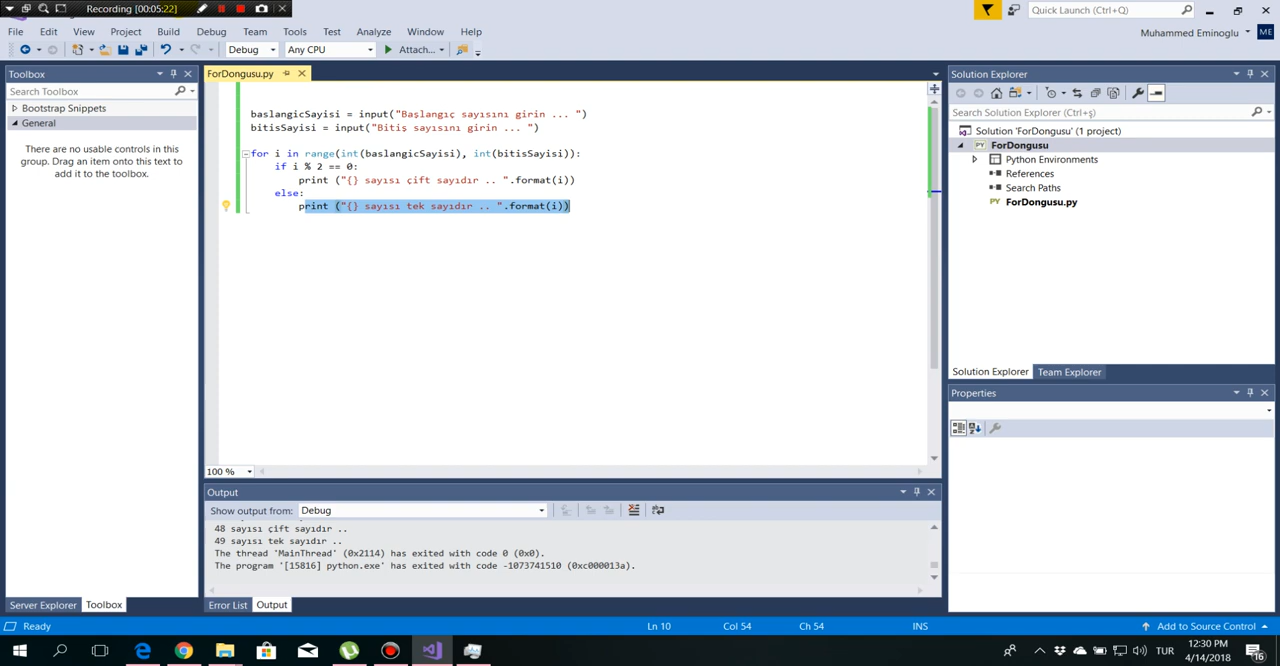 Recording (00:05:22)
Quick Launch (Ctrl+Q)
File Edit View Project Build Debug Team Tools Test Analyze Window Help
Muhammed Eminoglu ME
Debug Any CPU Attach...
Toolbox
Search Toolbox
Bootstrap Snippets
General
There are no usable controls in this
group. Drag an item onto this text to
add it to the toolbox.
Server Explorer Toolbox
ForDongusu.py
baslangicSayisi = input("Başlangıç sayısını girin ... ")
bitisSayisi = input("Bitiş sayısını girin ... ")
for i in range(int(baslangicSayisi), int(bitisSayisi)):
if i % 2 == 0:
print ("{} sayısı çift sayıdır .. ".format(i))
else:
print ("{} sayısı tek sayıdır .. ".format(i))
100 %
Output
Show output from: Debug
48 sayısı çift sayıdır ..
49 sayısı tek sayıdır ..
The thread 'MainThread' (0x2114) has exited with code 0 (0x0).
The program '[15816] python.exe' has exited with code -1073741510 (0xc000013a).
Error List Output
Solution Explorer
Search Solution Explorer (Ctrl+ş)
Solution 'ForDongusu' (1 project)
PY ForDongusu
Python Environments
References
Search Paths
PY ForDongusu.py
Solution Explorer Team Explorer
Properties
Ready Ln 10 Col 54 Ch 54 INS Add to Source Control
TUR 12:30 PM
4/14/2018 16